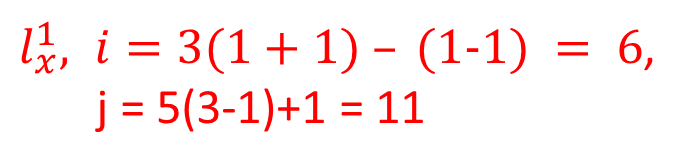 $l_x^1$, $i$ = 3(1 + 1) – (1-1) = 6,
j = 5(3-1)+1 = 11